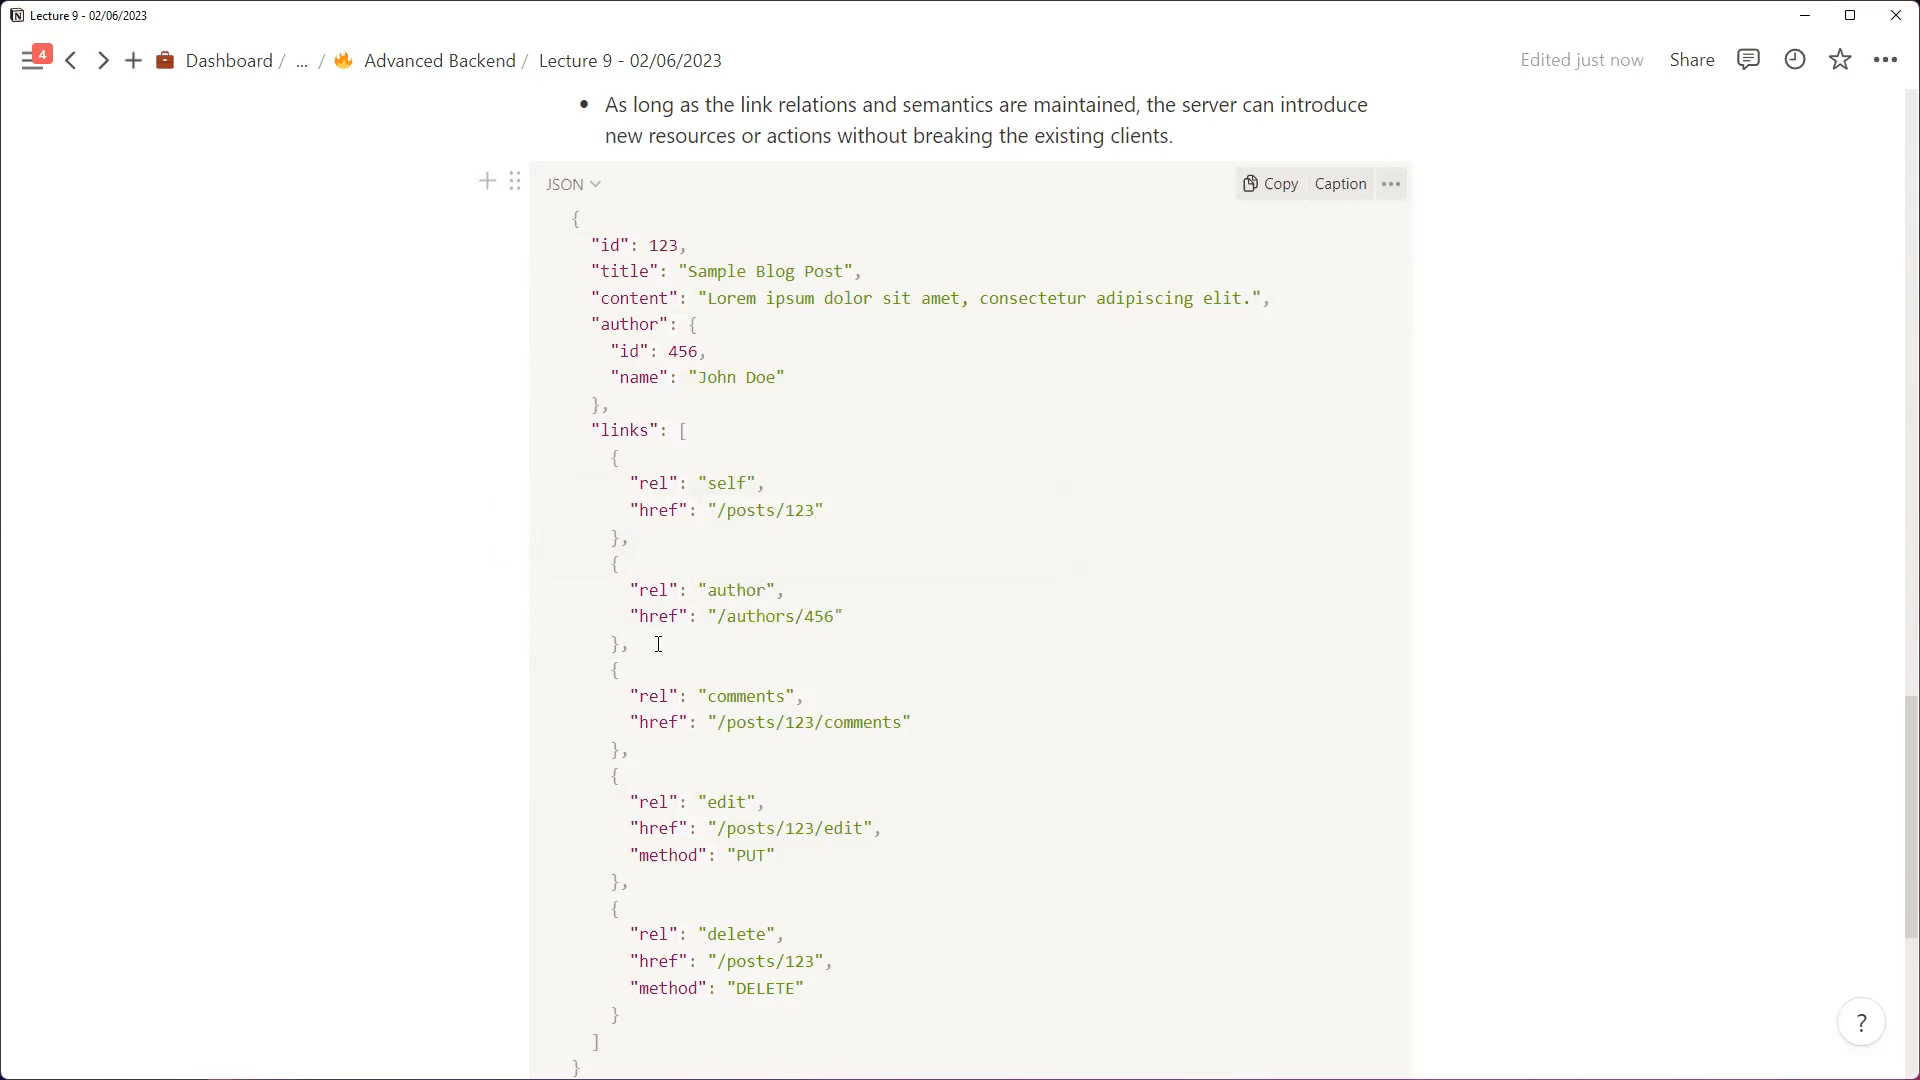 Lecture 9 - 02/06/2023
4
Dashboard / ... / Advanced Backend / Lecture 9 - 02/06/2023
Edited just now Share
• As long as the link relations and semantics are maintained, the server can introduce
new resources or actions without breaking the existing clients.
JSON
Copy Caption
{
"id": 123,
"title": "Sample Blog Post",
"content": "Lorem ipsum dolor sit amet, consectetur adipiscing elit.",
"author": {
"id": 456,
"name": "John Doe"
},
"links": [
{
"rel": "self",
"href": "/posts/123"
},
{
"rel": "author",
"href": "/authors/456"
},
{
"rel": "comments",
"href": "/posts/123/comments"
},
{
"rel": "edit",
"href": "/posts/123/edit",
"method": "PUT"
},
{
"rel": "delete",
"href": "/posts/123",
"method": "DELETE"
}
]
}
?